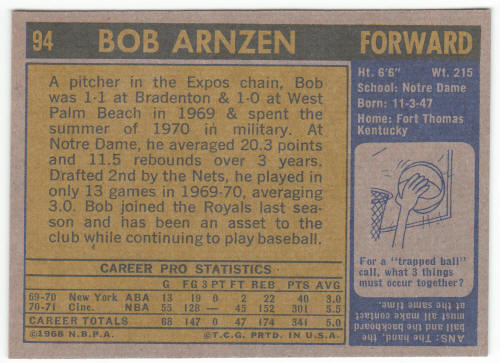 94 BOB ARNZEN FORWARD
A pitcher in the Expos chain, Bob
was 1-1 at Bradenton & 1-0 at West
Palm Beach in 1969 & spent the
summer of 1970 in military. At
Notre Dame, he averaged 20.3 points
and 11.5 rebounds over 3 years.
Drafted 2nd by the Nets, he played in
only 13 games in 1969-70, averaging
3.0. Bob joined the Royals last sea-
son and has been an asset to the
club while continuing to play baseball.
CAREER PRO STATISTICS
G FG 3 PT FT REB PTS AVG
69-70 New York ABA 13 19 0 2 22 40 3.0
70-71 Cinc. NBA 55 128 — 45 152 301 5.5
CAREER TOTALS 68 147 0 47 174 341 5.0
©1968 N.B.P.A. ©T.C.G. PRTD. IN U.S.A.
Ht. 6'6" Wt. 215
School: Notre Dame
Born: 11-3-47
Home: Fort Thomas
Kentucky
For a "trapped ball"
call, what 3 things
must occur together?
ANS: The rim, the
ball and the backboard
must all make contact
at the same time.